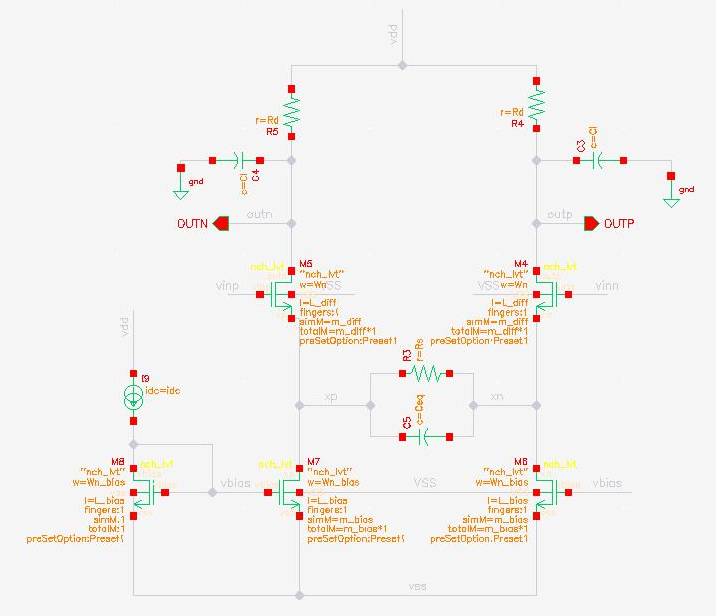 vdd
r=Rd
R5
r=Rd
R4
c=Cl
C4
gnd
C3
c=Cl
gnd
OUTN
outn
outp
OUTP
vinp
nch_lvt
M5
"nch_lvt"
w=Wn
VSS
l=L_diff
fingers:1
simM=m_diff
totalM=m_diff*1
preSetOption:Preset1
M4
nch_lvt
"nch_lvt"
w=Wn
VSS
vinn
l=L_diff
fingers:1
simM=m_diff
totalM=m_diff*1
preSetOption:Preset1
vdd
I9
idc=idc
R3
r=Rs
xp
xn
C5
c=Ceq
M8
nch_lvt
"nch_lvt"
w=Wn_bias
l=L_bias
fingers:1
simM:1
totalM:1
preSetOption:Preset1
vbias
nch_lvt
M7
"nch_lvt"
w=Wn_bias
l=L_bias
fingers:1
simM=m_bias
totalM=m_bias*1
preSetOption:Preset1
VSS
M6
nch_lvt
"nch_lvt"
w=Wn_bias
vbias
l=L_bias
fingers:1
simM=m_bias
totalM=m_bias*1
preSetOption:Preset1
vss